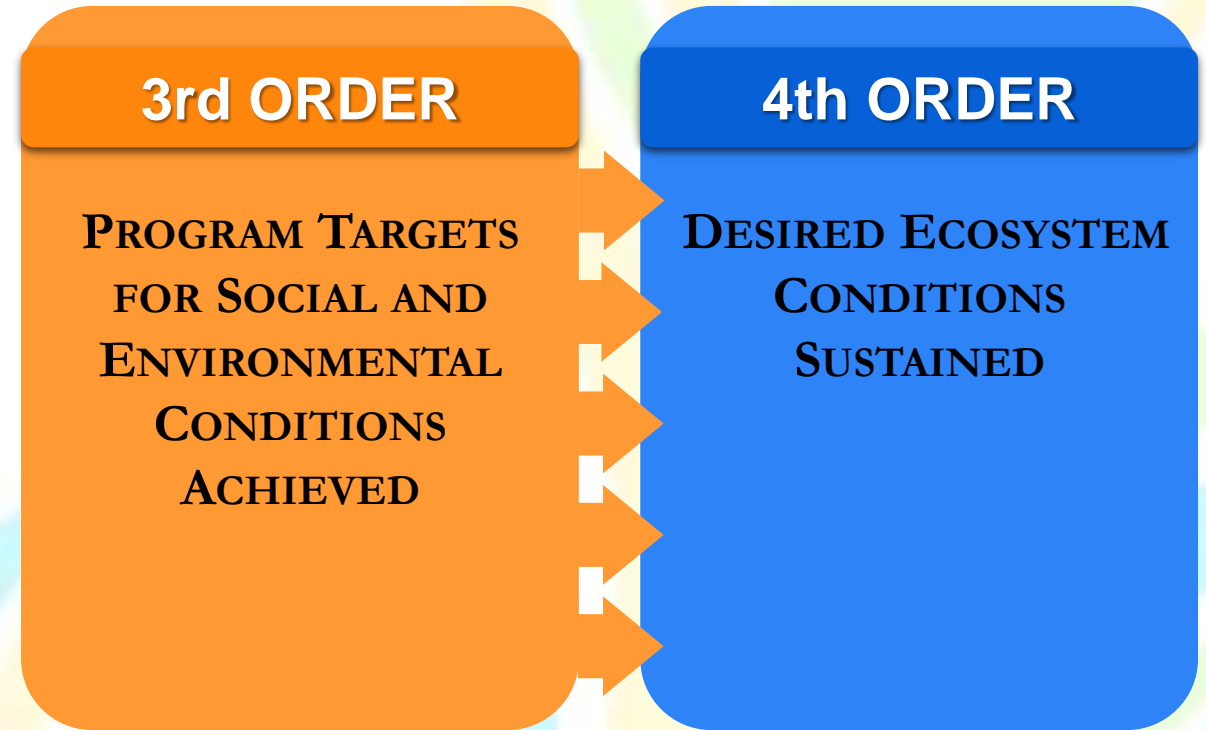 3rd ORDER
Program Targets
for Social and
Environmental
Conditions
Achieved
4th ORDER
Desired Ecosystem
Conditions
Sustained